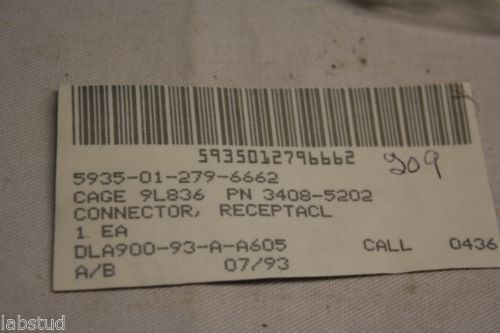 5935012796662
209
5935-01-279-6662
CAGE 9L836 PN 3408-5202
CONNECTOR, RECEPTACL
1 EA
DLA900-93-A-A605 CALL 0436
A/B 07/93
labstud